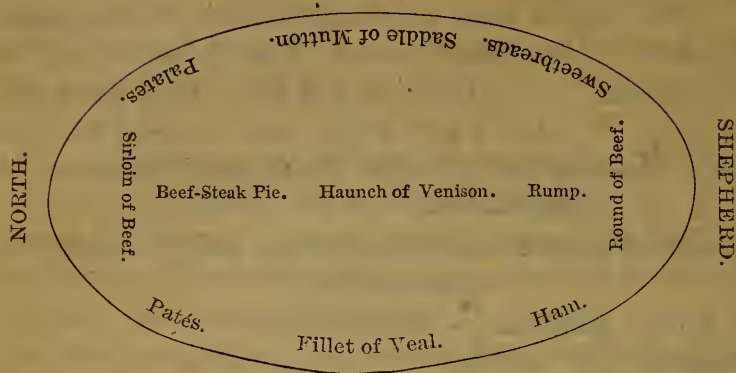 Palates.
Saddle of Mutton.
Sweetbreads.
NORTH.
Sirloin of Beef.
Beef-Steak Pie. Haunch of Venison. Rump.
Round of Beef.
SHEPHERD.
Patés.
Fillet of Veal.
Ham.